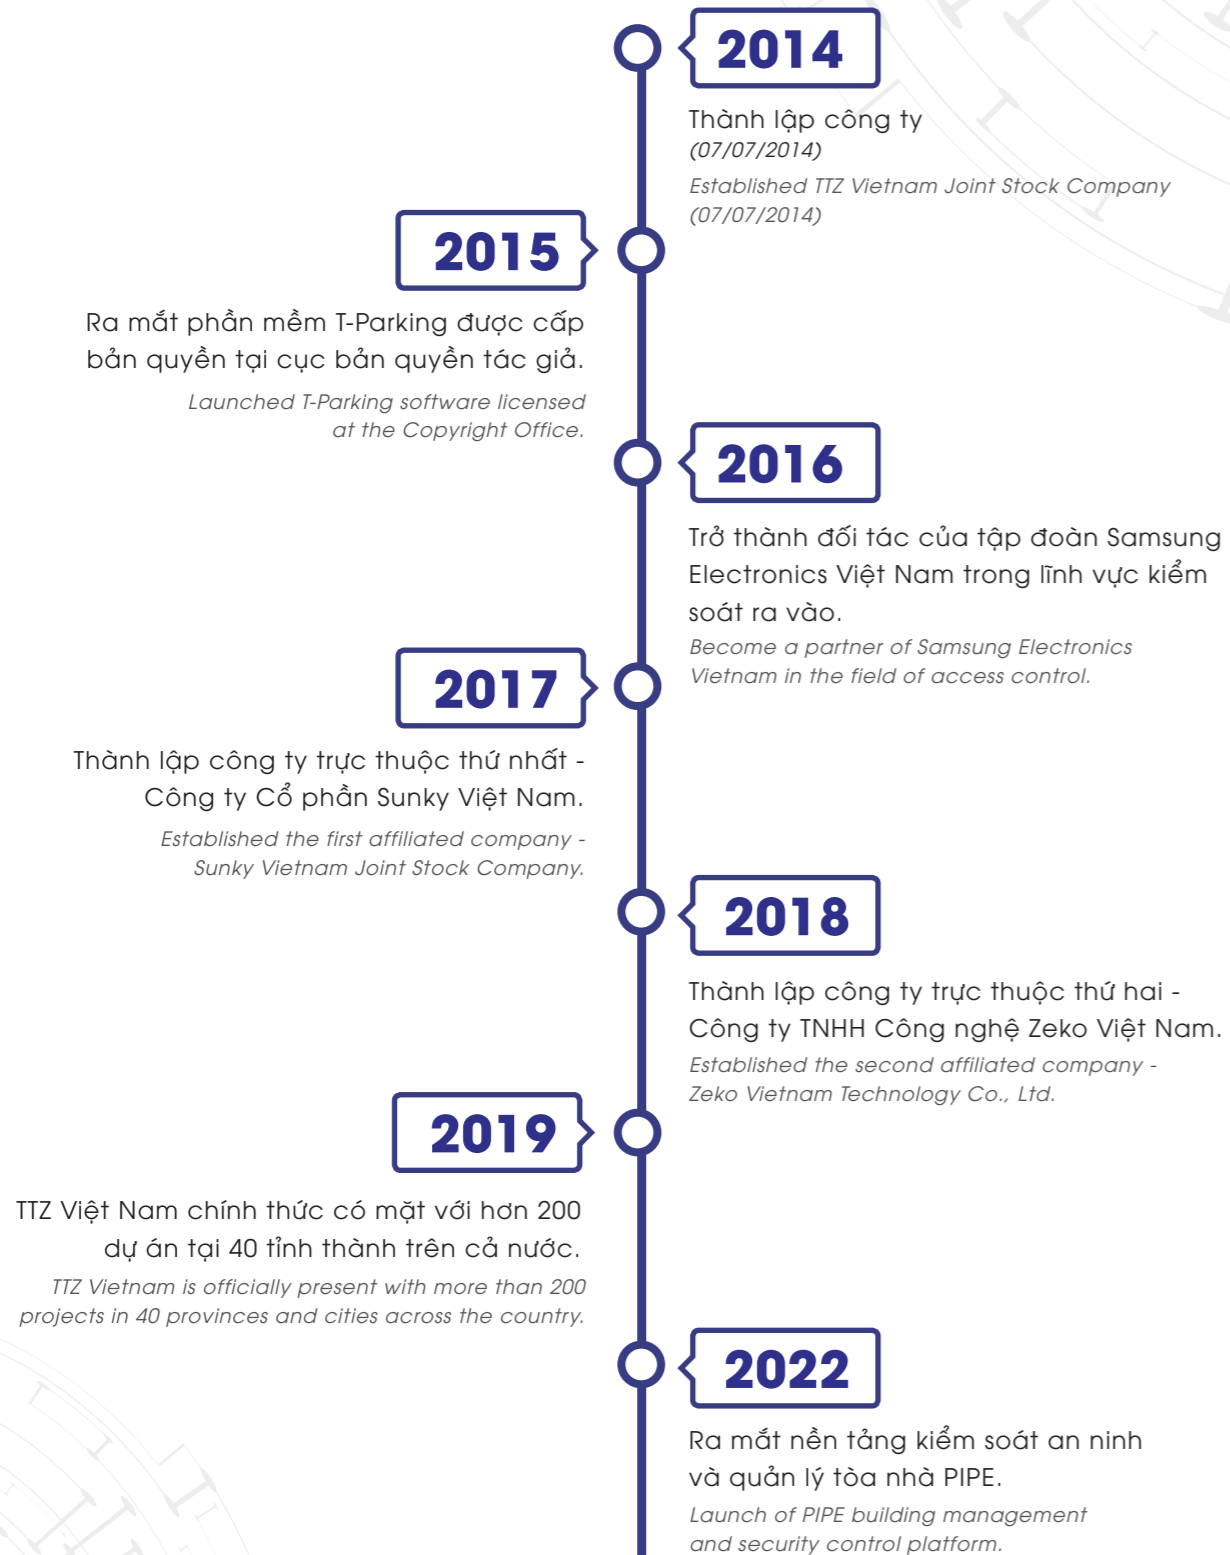 2014
Thành lập công ty
(07/07/2014)
Established TTZ Vietnam Joint Stock Company
(07/07/2014)
2015
Ra mắt phần mềm T-Parking được cấp
bản quyền tại cục bản quyền tác giả.
Launched T-Parking software licensed
at the Copyright Office.
2016
Trở thành đối tác của tập đoàn Samsung
Electronics Việt Nam trong lĩnh vực kiểm
soát ra vào.
Become a partner of Samsung Electronics
Vietnam in the field of access control.
2017
Thành lập công ty trực thuộc thứ nhất -
Công ty Cổ phần Sunky Việt Nam.
Established the first affiliated company -
Sunky Vietnam Joint Stock Company.
2018
Thành lập công ty trực thuộc thứ hai -
Công ty TNHH Công nghệ Zeko Việt Nam.
Established the second affiliated company -
Zeko Vietnam Technology Co., Ltd.
2019
TTZ Việt Nam chính thức có mặt với hơn 200
dự án tại 40 tỉnh thành trên cả nước.
TTZ Vietnam is officially present with more than 200
projects in 40 provinces and cities across the country.
2022
Ra mắt nền tảng kiểm soát an ninh
và quản lý tòa nhà PIPE.
Launch of PIPE building management
and security control platform.